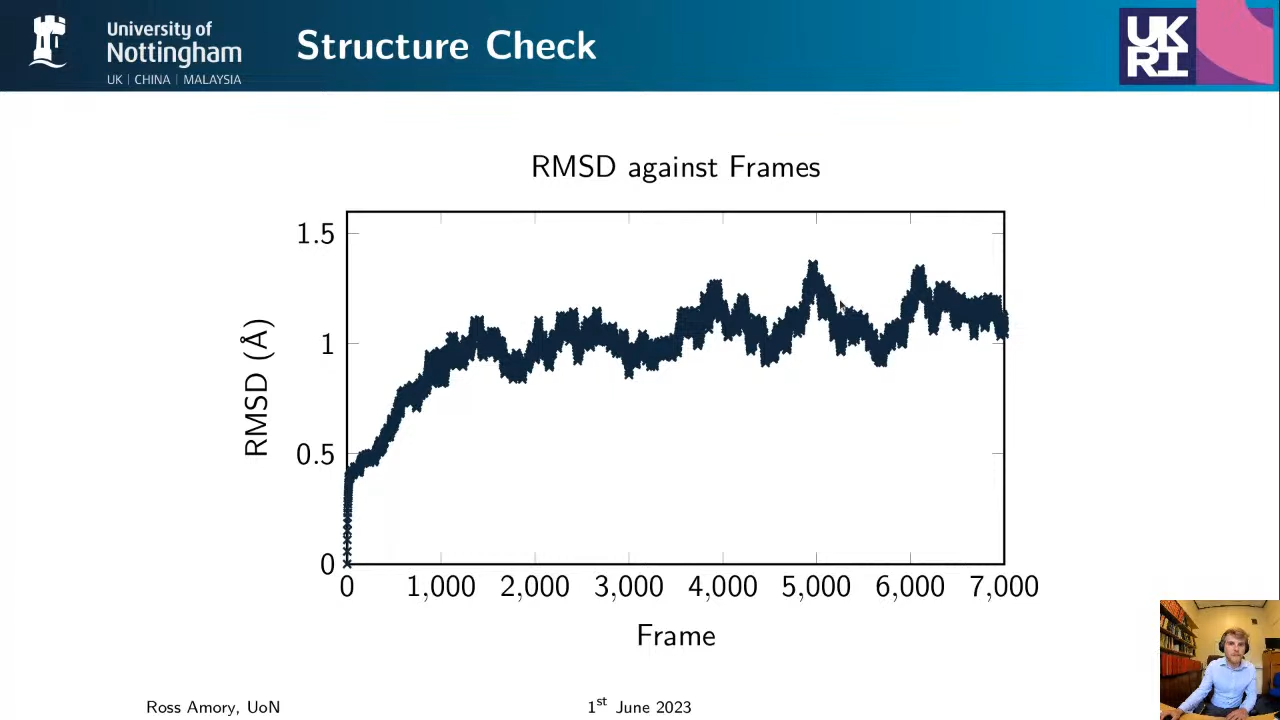 University of
Nottingham
UK | CHINA | MALAYSIA
Structure Check
UK
RI
RMSD against Frames
1.5
1
0.5
0
RMSD (Å)
0 1,000 2,000 3,000 4,000 5,000 6,000 7,000
Frame
Ross Amory, UoN
1st June 2023